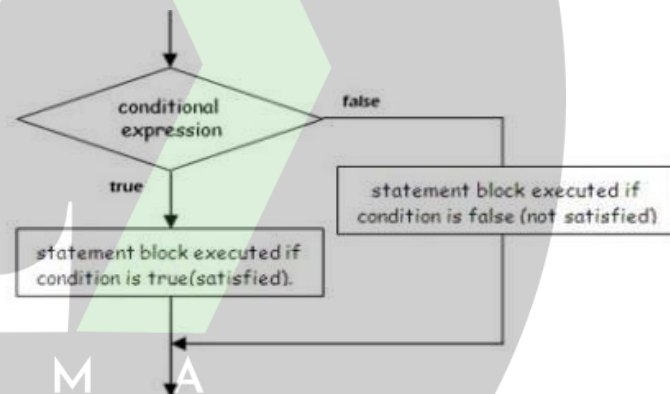 conditional
expression
false
true
statement block executed if
condition is false (not satisfied)
statement block executed if
condition is true(satisfied).
M A